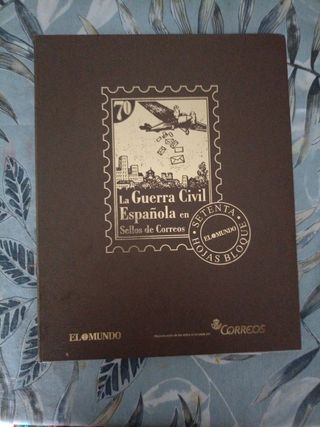 70
La Guerra Civil
Española en
Sellos de Correos
SETENTA
HOJAS BLOQUE
EL MUNDO
EL MUNDO
CORREOS